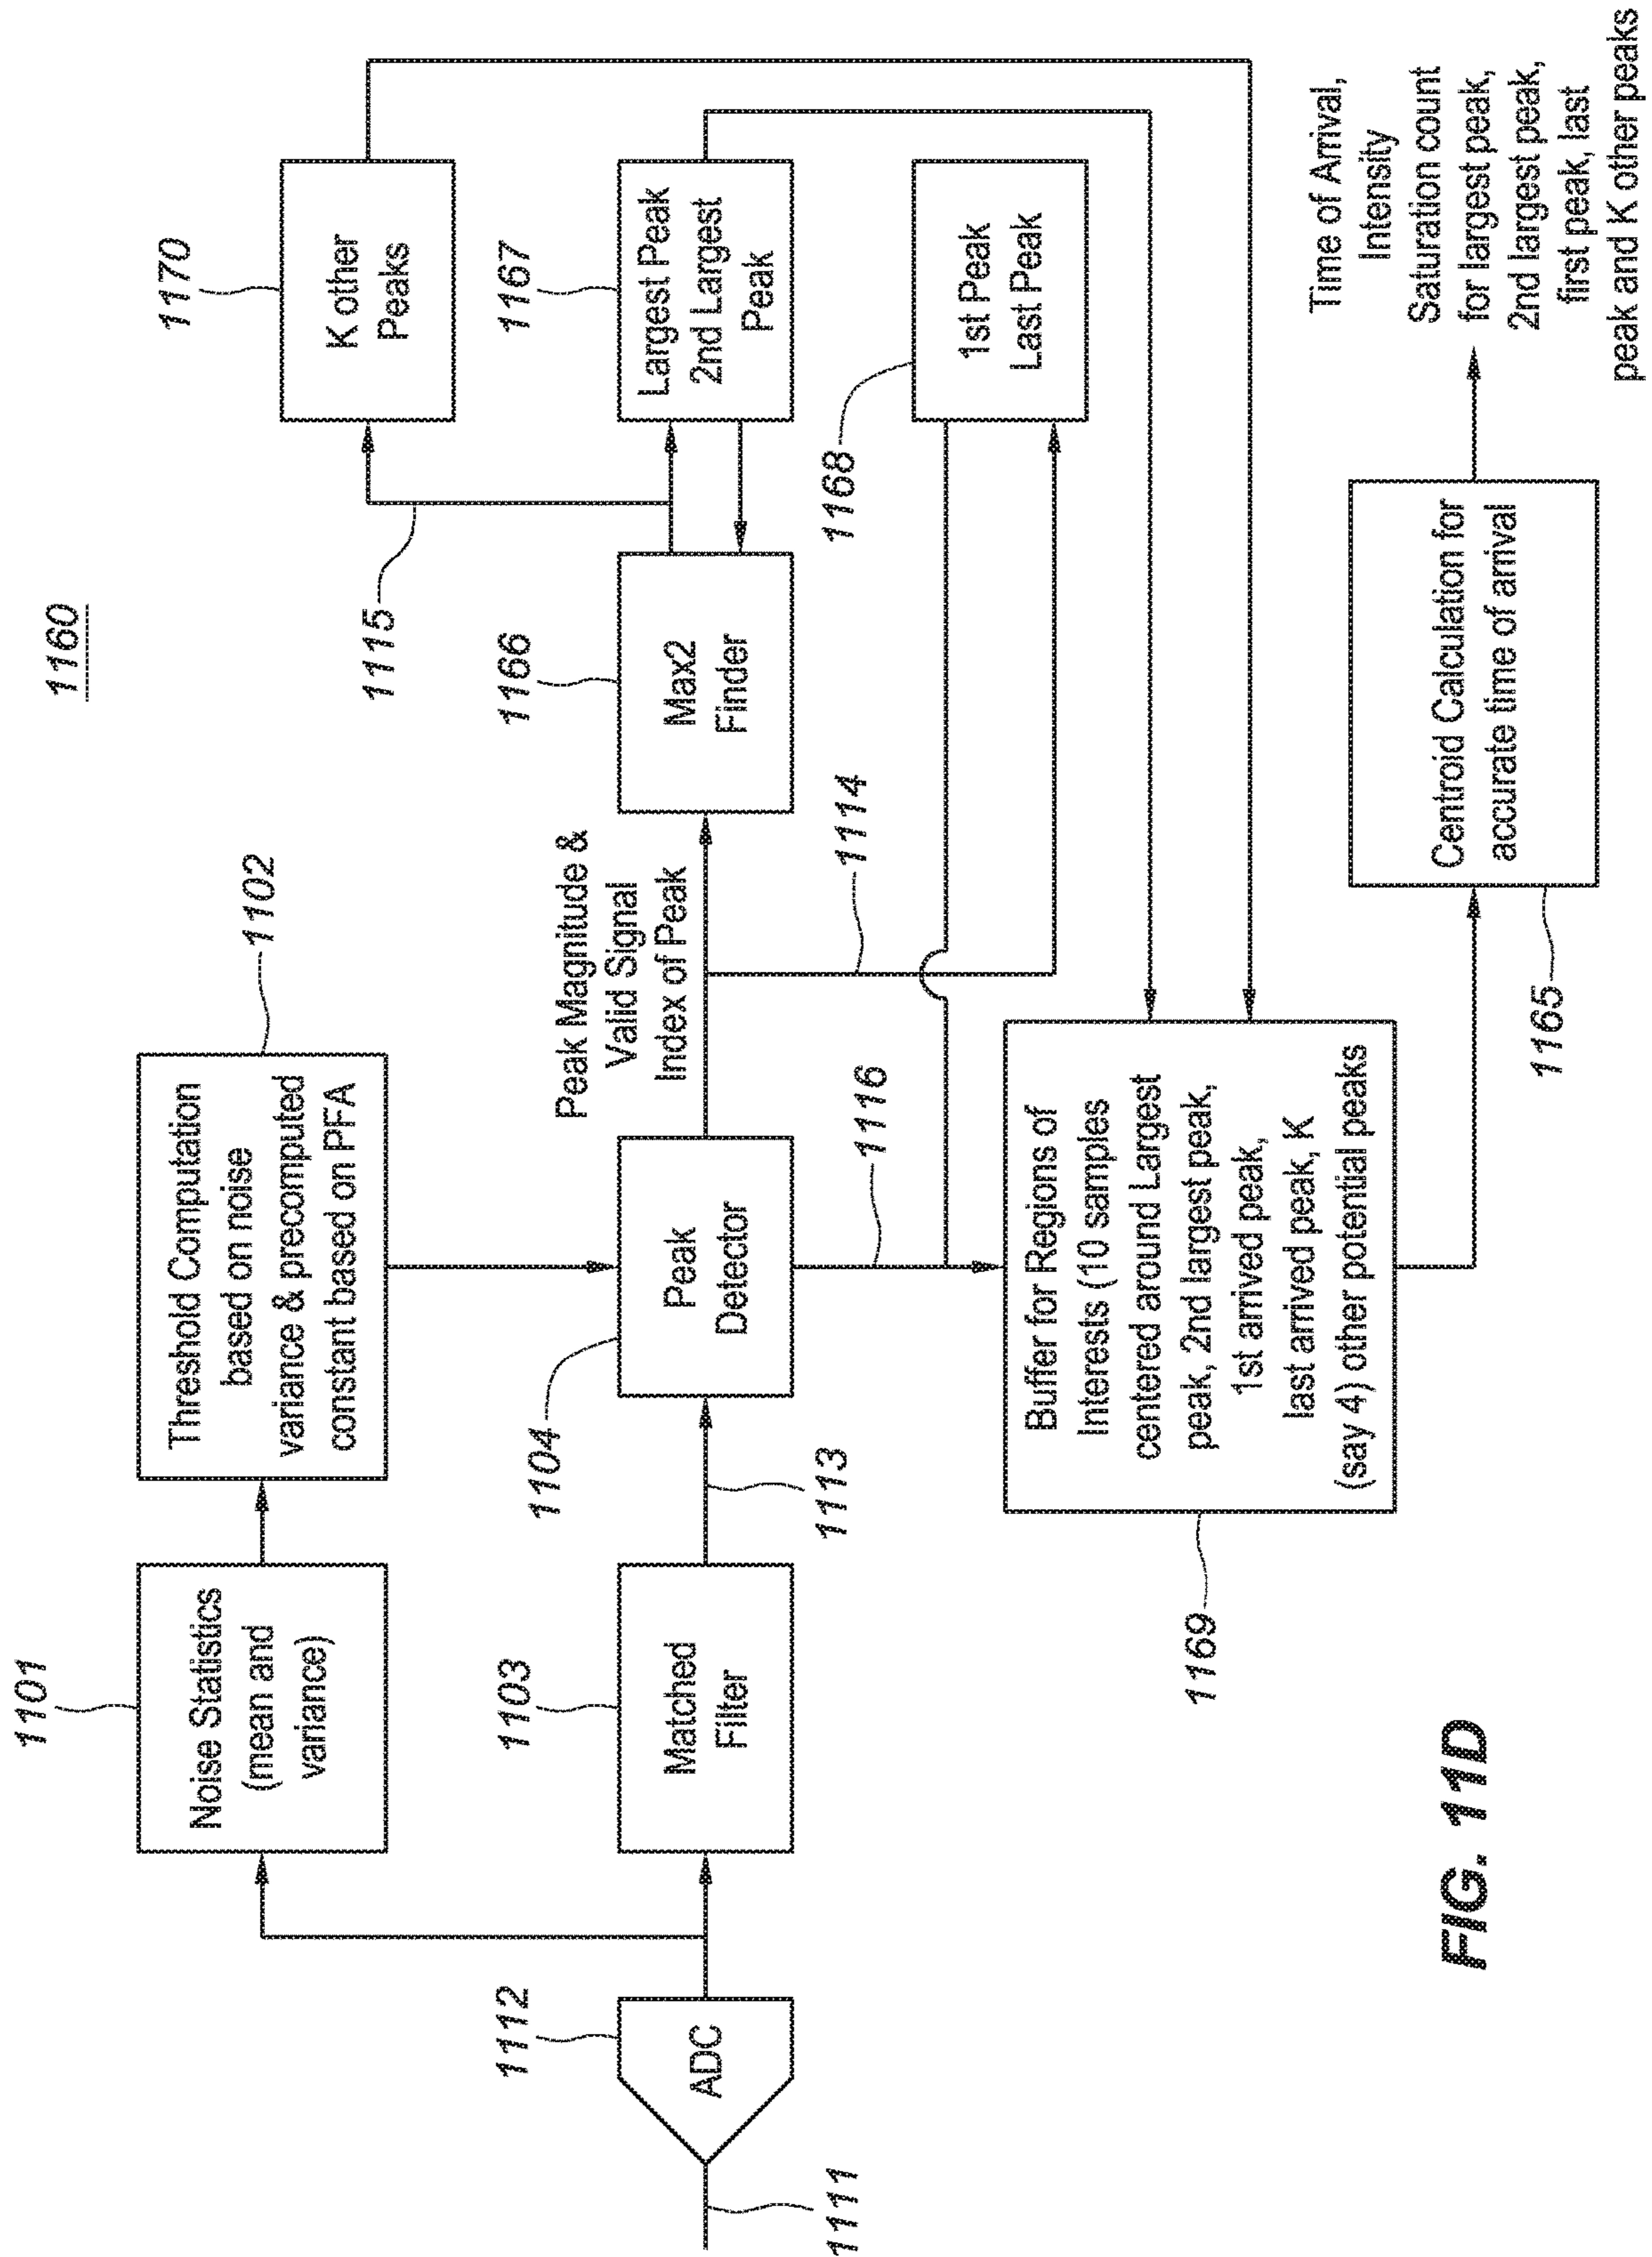 1160
1170
K other
Peaks
1115
1167
Largest Peak
2nd Largest
Peak
1166
Max2
Finder
1168
1st Peak
Last Peak
1102
Threshold Computation
based on noise
variance & precomputed
constant based on PFA
Peak Magnitude &
Valid Signal
Index of Peak
1114
1101
Noise Statistics
(mean and
variance)
1104
Peak
Detector
1116
1103
Matched
Filter
1113
1112
ADC
1111
1169
Buffer for Regions of
Interests (10 samples
centered around Largest
peak, 2nd largest peak,
1st arrived peak,
last arrived peak, K
(say 4) other potential peaks
1165
Centroid Calculation for
accurate time of arrival
Time of Arrival,
Intensity
Saturation count
for largest peak,
2nd largest peak,
first peak, last
peak and K other peaks
FIG. 11D